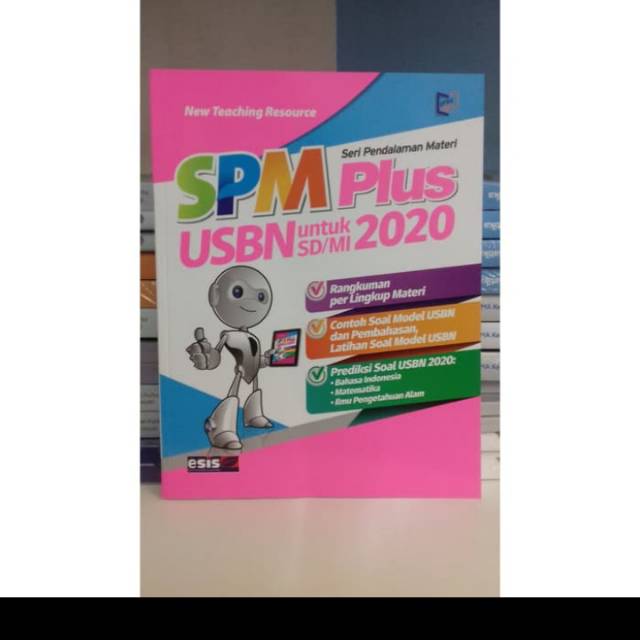 New Teaching Resource
Seri Pendalaman Materi
SPM Plus
USBN untuk SD/MI 2020
Rangkuman
per Lingkup Materi
Contoh Soal Model USBN
dan Pembahasan,
Latihan Soal Model USBN
Prediksi Soal USBN 2020:
• Bahasa Indonesia
• Matematika
• Ilmu Pengetahuan Alam
esis